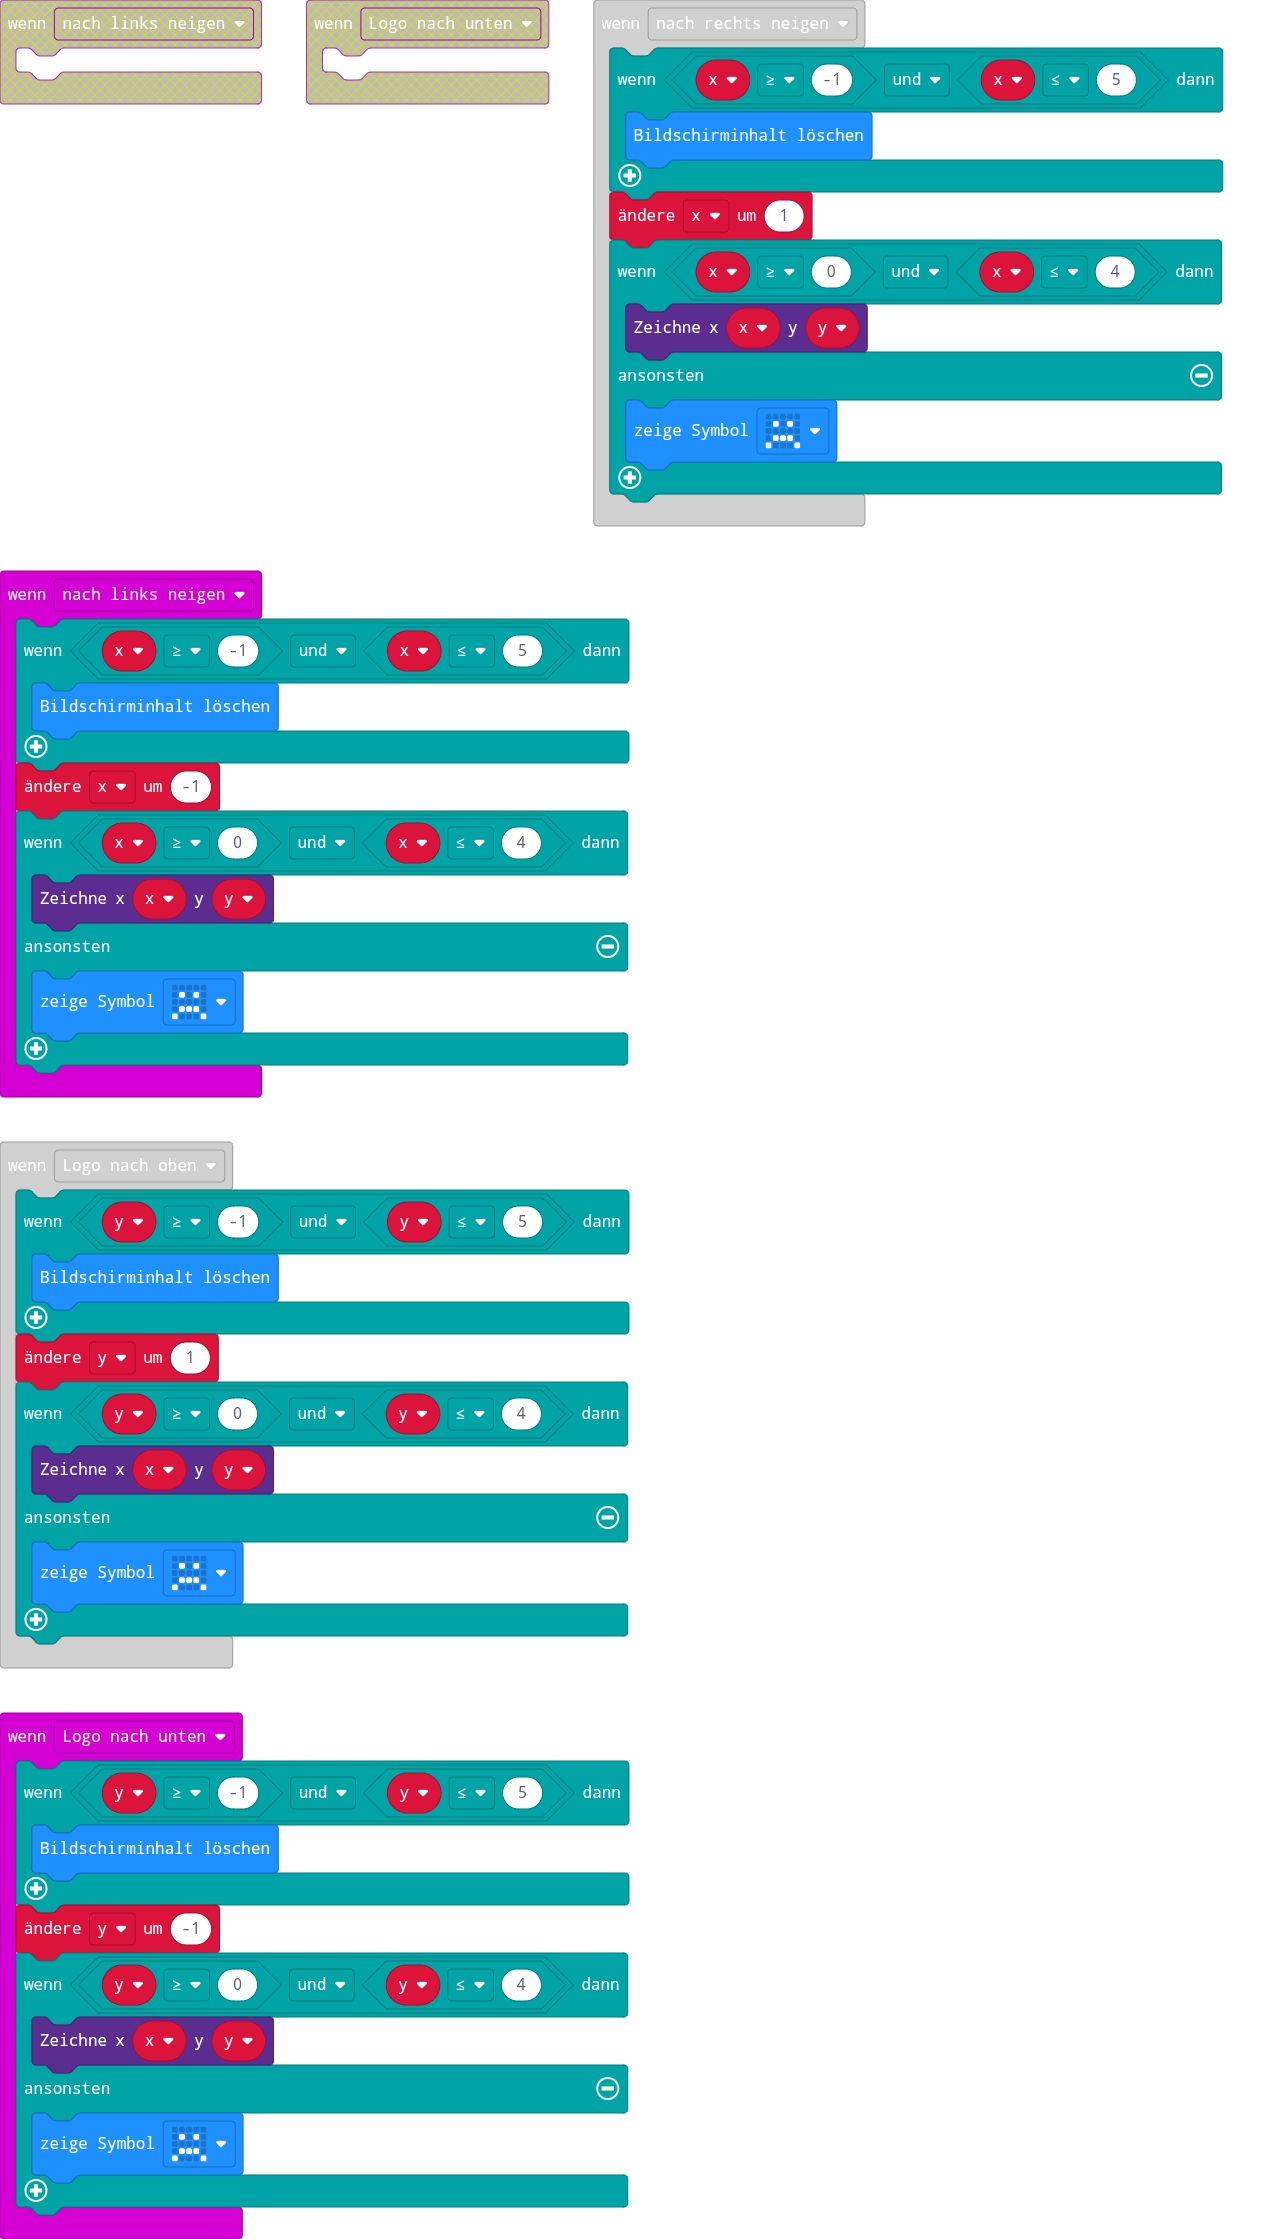 wenn nach links neigen
wenn Logo nach unten
wenn nach rechts neigen
wenn x ≥ -1 und x ≤ 5 dann
Bildschirminhalt löschen
ändere x um 1
wenn x ≥ 0 und x ≤ 4 dann
Zeichne x x y y
ansonsten
zeige Symbol
wenn nach links neigen
wenn x ≥ -1 und x ≤ 5 dann
Bildschirminhalt löschen
ändere x um -1
wenn x ≥ 0 und x ≤ 4 dann
Zeichne x x y y
ansonsten
zeige Symbol
wenn Logo nach oben
wenn y ≥ -1 und y ≤ 5 dann
Bildschirminhalt löschen
ändere y um 1
wenn y ≥ 0 und y ≤ 4 dann
Zeichne x x y y
ansonsten
zeige Symbol
wenn Logo nach unten
wenn y ≥ -1 und y ≤ 5 dann
Bildschirminhalt löschen
ändere y um -1
wenn y ≥ 0 und y ≤ 4 dann
Zeichne x x y y
ansonsten
zeige Symbol